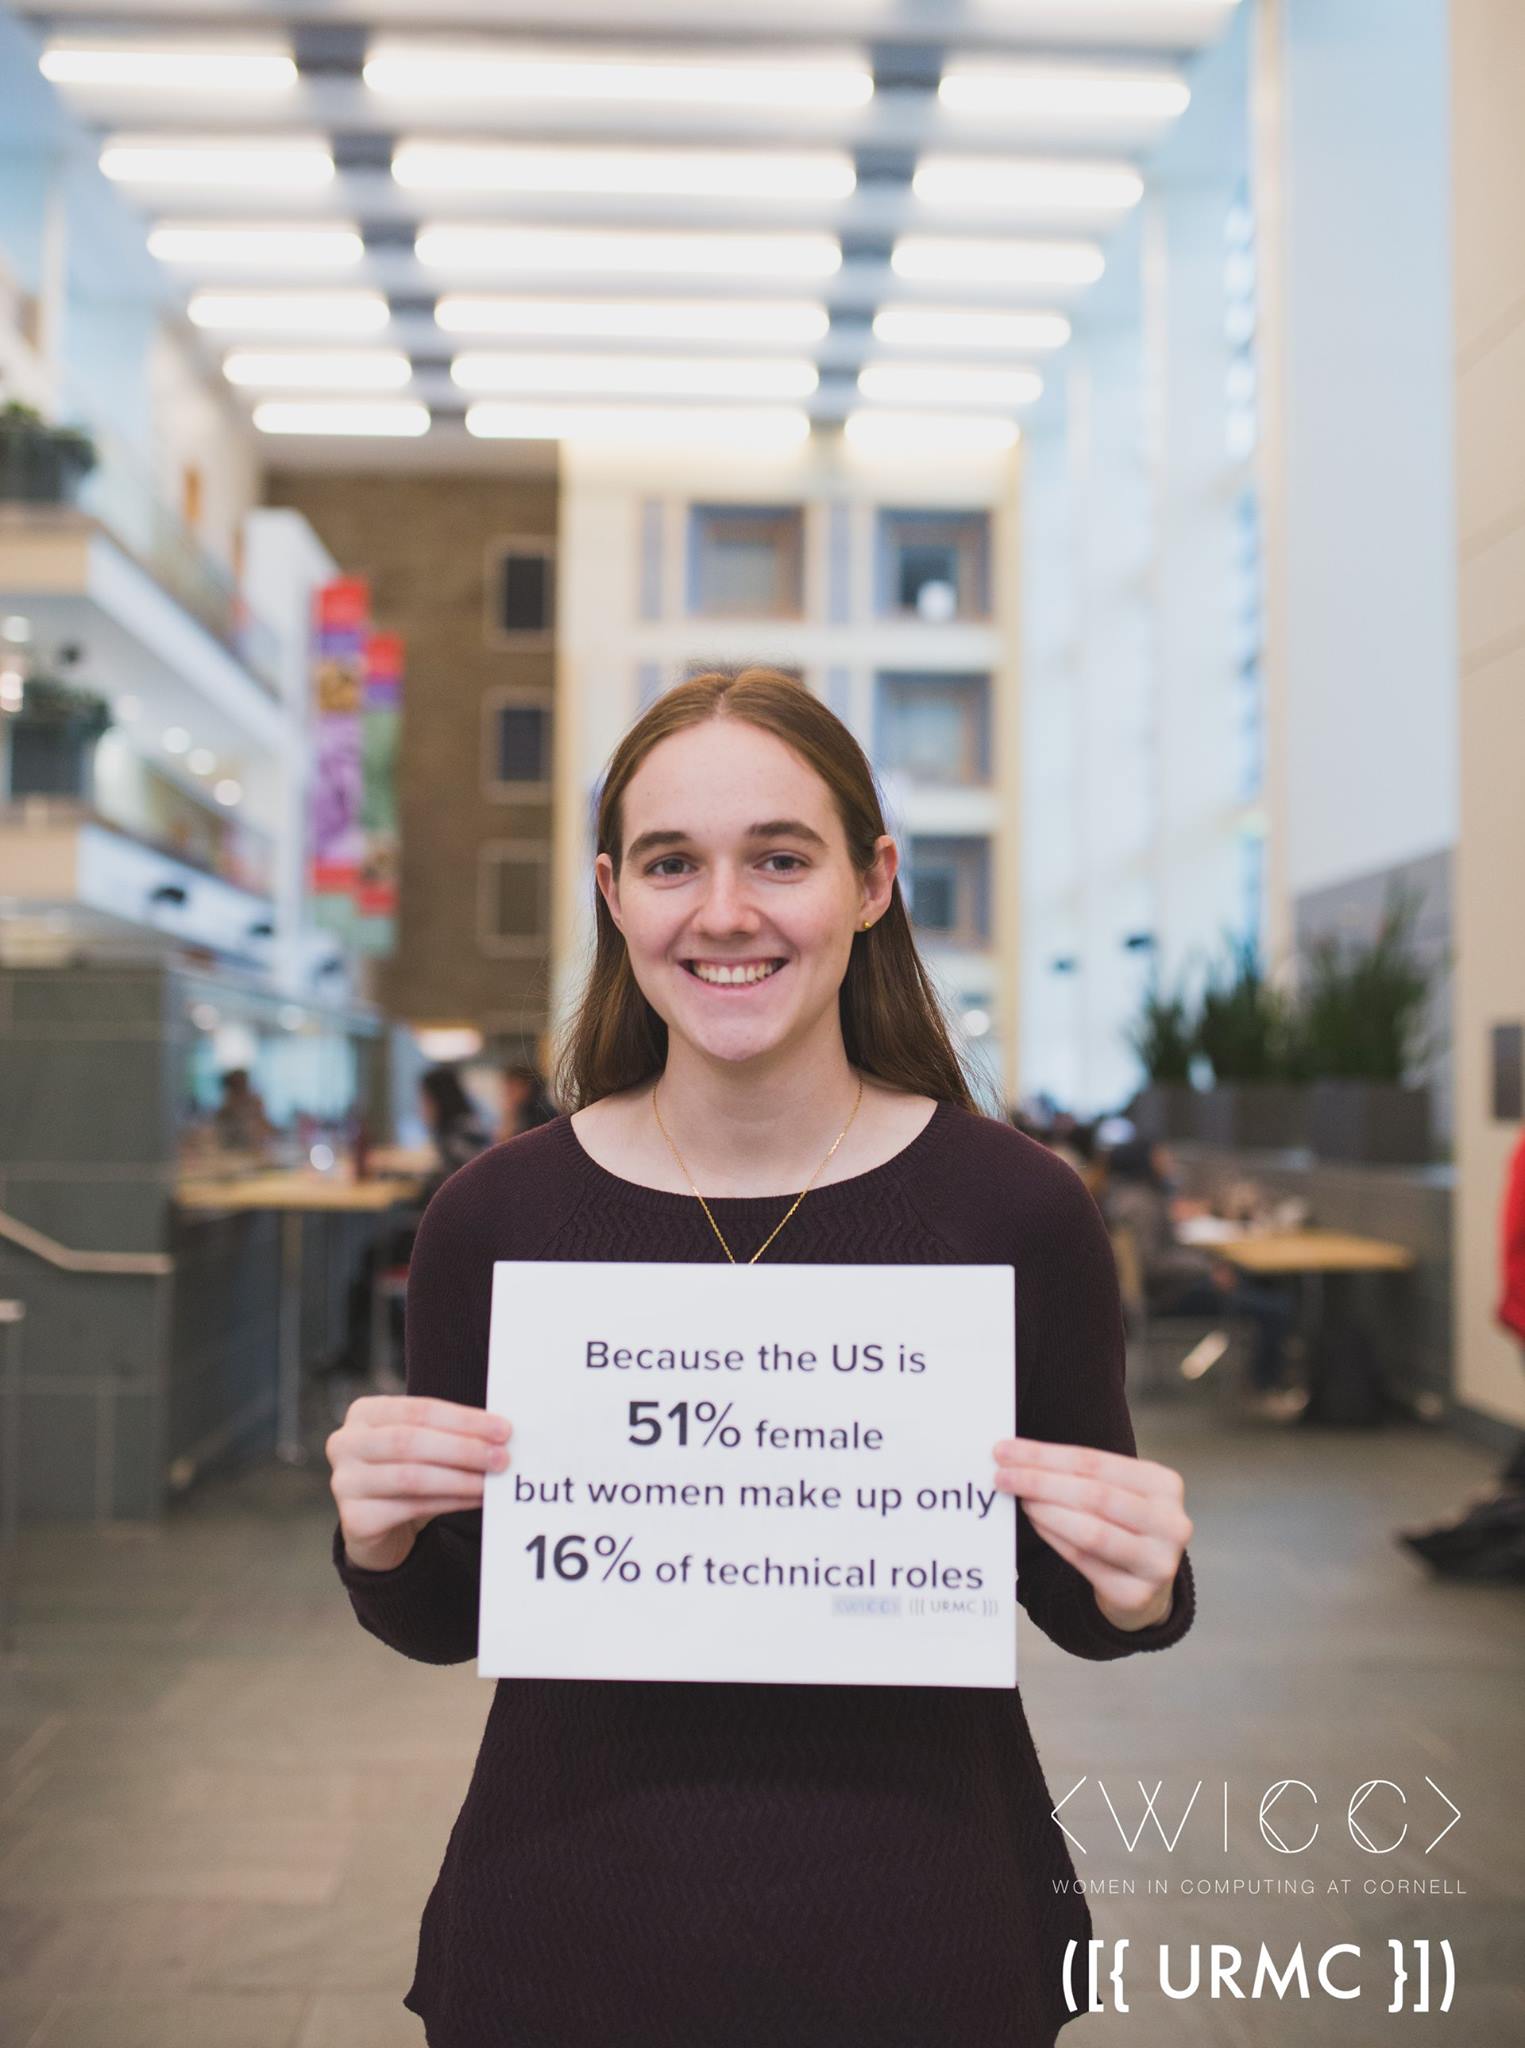 Because the US is
51% female
but women make up only
16% of technical roles
<WICC> ([{ URMC }])
<WICC>
WOMEN IN COMPUTING AT CORNELL
([{ URMC }])